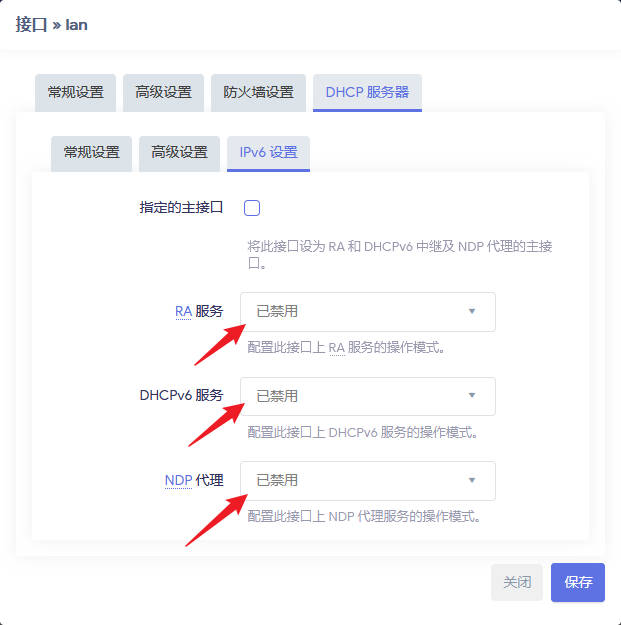 接口 » lan
常规设置 高级设置 防火墙设置 DHCP 服务器
常规设置 高级设置 IPv6 设置
指定的主接口
将此接口设为 RA 和 DHCPv6 中继及 NDP 代理的主接
口。
RA 服务 已禁用
配置此接口上 RA 服务的操作模式。
DHCPv6 服务 已禁用
配置此接口上 DHCPv6 服务的操作模式。
NDP 代理 已禁用
配置此接口上 NDP 代理服务的操作模式。
关闭 保存